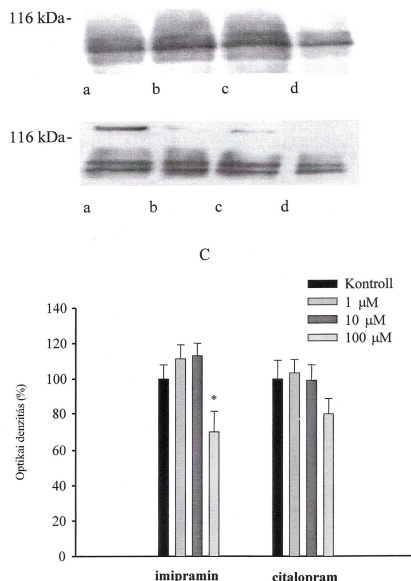 116 kDa-
a b c d
116 kDa-
a b c d
C
Kontroll
1 µM
10 µM
100 µM
140
120
100
80
60
40
20
0
Optikai denzitás (%)
*
imipramin citalopram